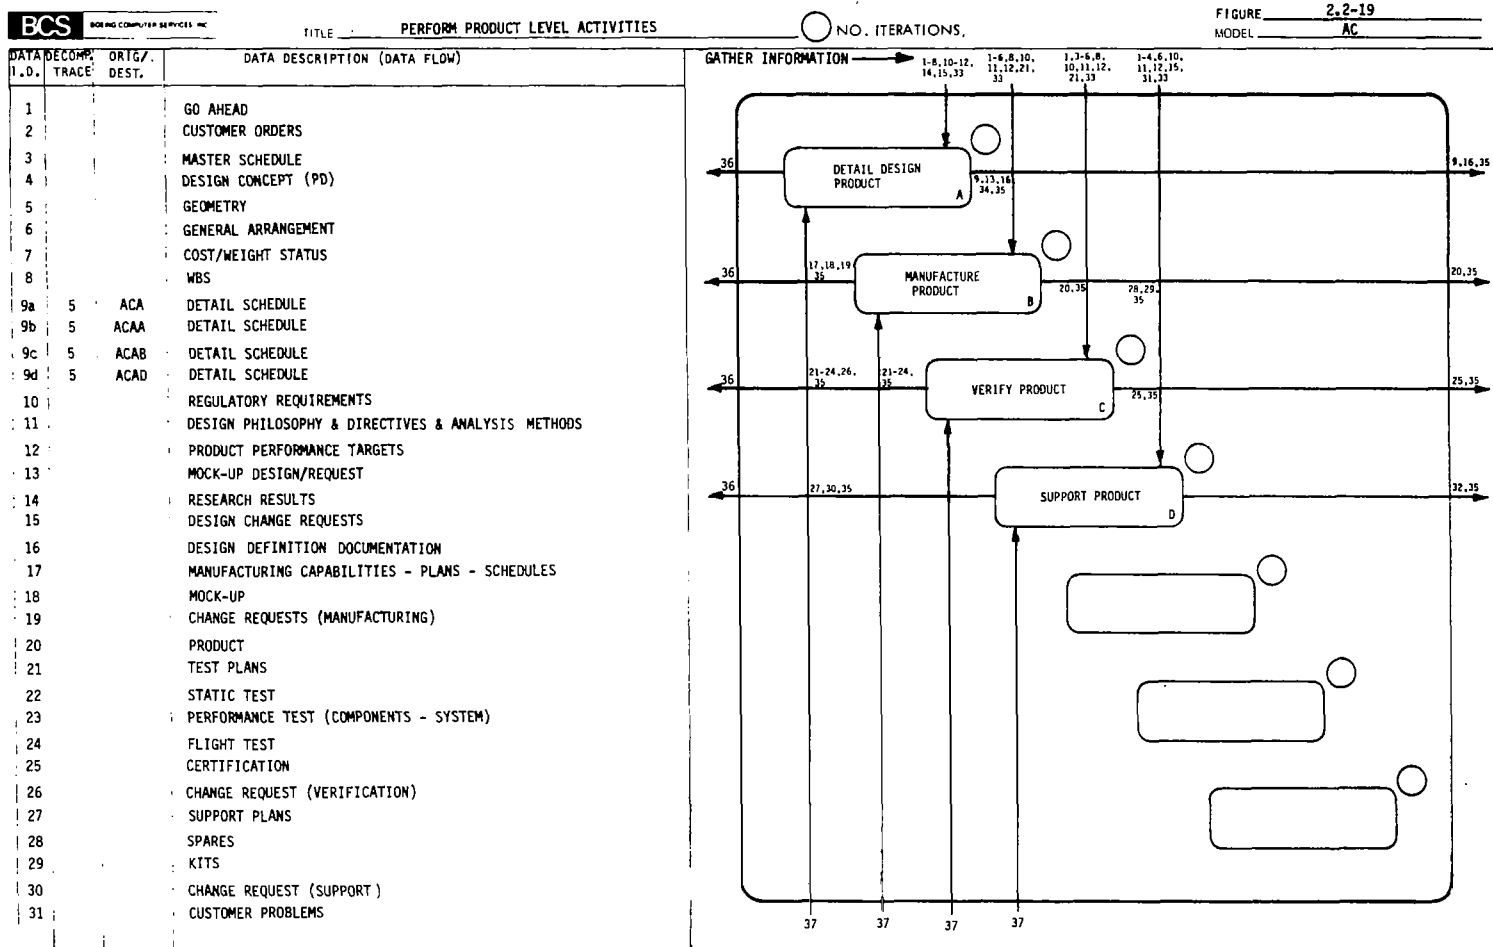 BCS BOEING COMPUTER SERVICES INC
TITLE PERFORM PRODUCT LEVEL ACTIVITIES
NO. ITERATIONS,
FIGURE 2.2-19
MODEL AC
DATA I.D. DECOMP. TRACE ORIG/. DEST. DATA DESCRIPTION (DATA FLOW)
1 GO AHEAD
2 CUSTOMER ORDERS
3 MASTER SCHEDULE
4 DESIGN CONCEPT (PD)
5 GEOMETRY
6 GENERAL ARRANGEMENT
7 COST/WEIGHT STATUS
8 WBS
9a 5 ACA DETAIL SCHEDULE
9b 5 ACAA DETAIL SCHEDULE
9c 5 ACAB DETAIL SCHEDULE
9d 5 ACAD DETAIL SCHEDULE
10 REGULATORY REQUIREMENTS
11 DESIGN PHILOSOPHY & DIRECTIVES & ANALYSIS METHODS
12 PRODUCT PERFORMANCE TARGETS
13 MOCK-UP DESIGN/REQUEST
14 RESEARCH RESULTS
15 DESIGN CHANGE REQUESTS
16 DESIGN DEFINITION DOCUMENTATION
17 MANUFACTURING CAPABILITIES - PLANS - SCHEDULES
18 MOCK-UP
19 CHANGE REQUESTS (MANUFACTURING)
20 PRODUCT
21 TEST PLANS
22 STATIC TEST
23 PERFORMANCE TEST (COMPONENTS - SYSTEM)
24 FLIGHT TEST
25 CERTIFICATION
26 CHANGE REQUEST (VERIFICATION)
27 SUPPORT PLANS
28 SPARES
29 KITS
30 CHANGE REQUEST (SUPPORT)
31 CUSTOMER PROBLEMS
GATHER INFORMATION
1-8,10-12,
14,15,33
1-6,8,10,
11,12,21,
33
1,3-6,8,
10,11,12,
21,33
1-4,6,10,
11,12,15,
31,33
36
DETAIL DESIGN
PRODUCT
A
9,13,16
34,35
9,16,35
36
17,18,19
35
MANUFACTURE
PRODUCT
B
20,35
28,29,
35
20,35
36
21-24,26,
35
21-24,
35
VERIFY PRODUCT
C
25,35
25,35
36
27,30,35
SUPPORT PRODUCT
D
32,35
37
37
37
37